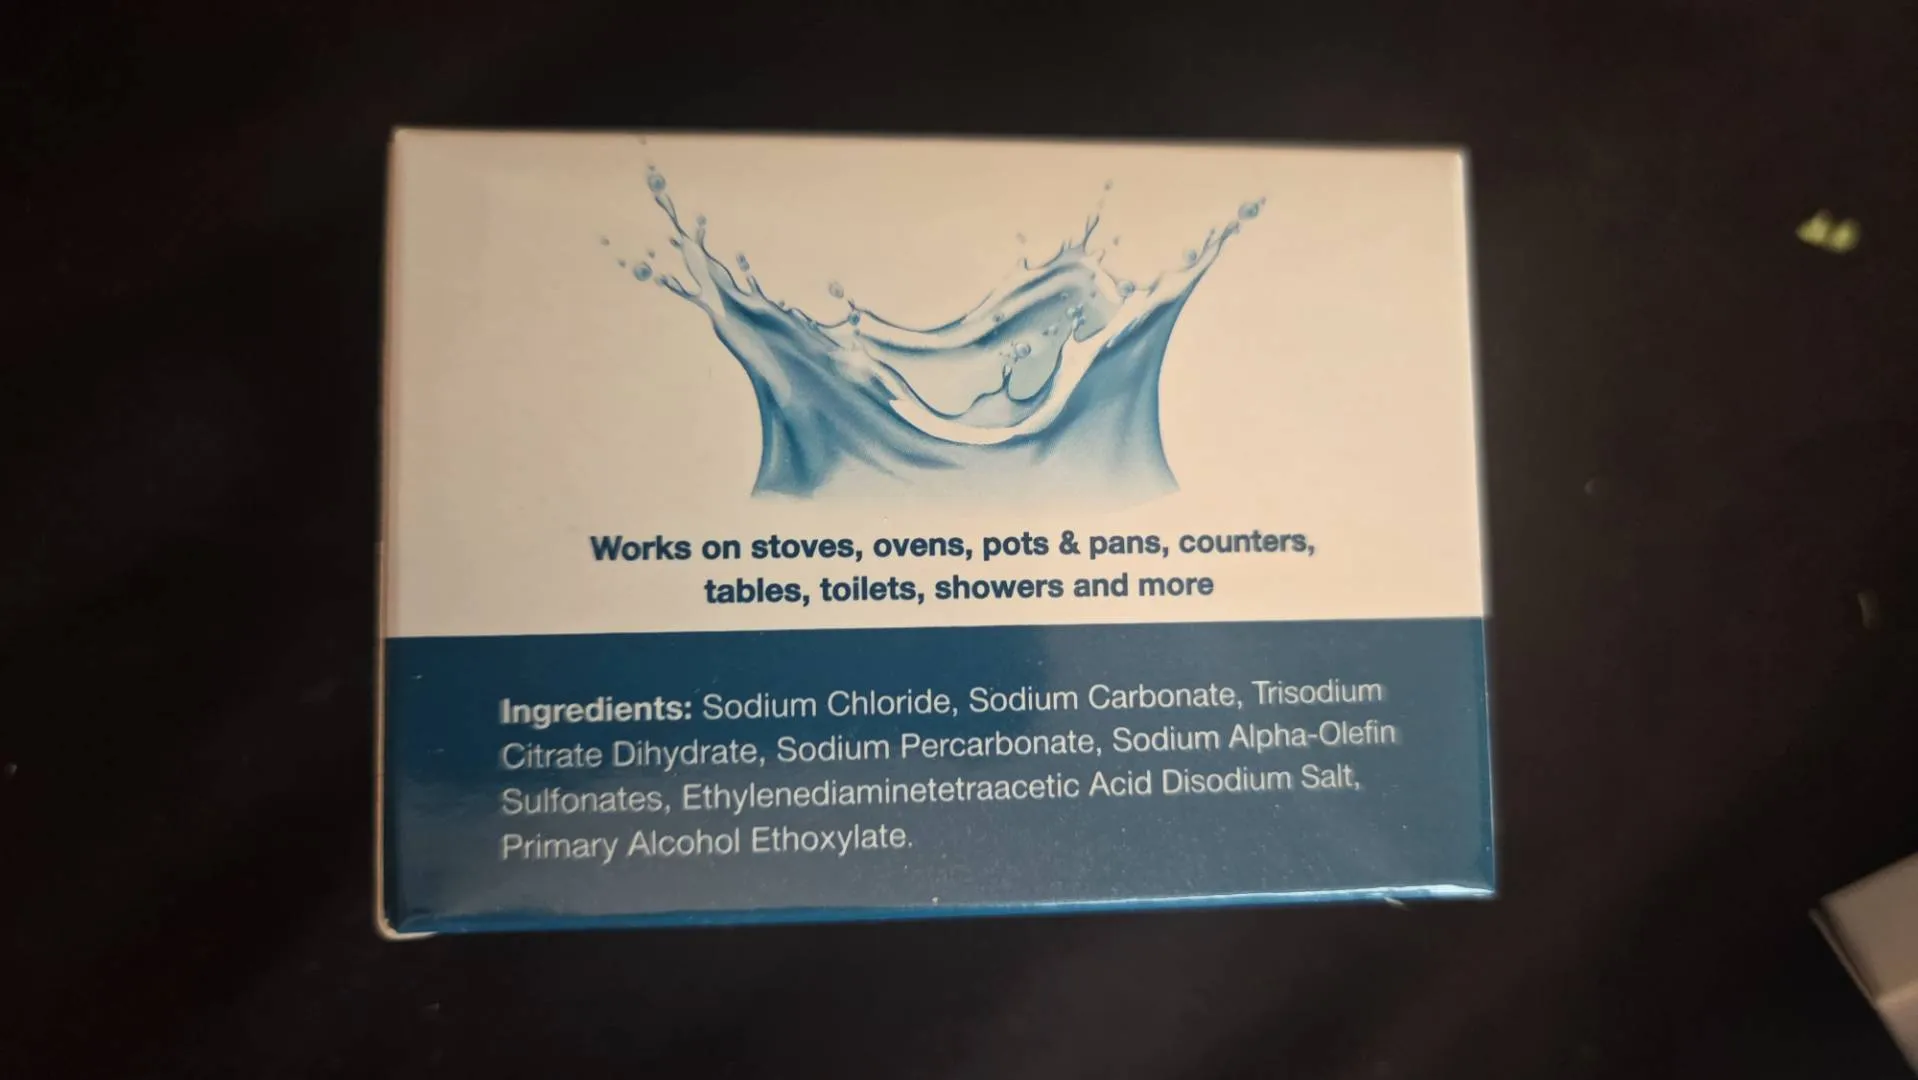 Works on stoves, ovens, pots & pans, counters,
tables, toilets, showers and more
Ingredients: Sodium Chloride, Sodium Carbonate, Trisodium
Citrate Dihydrate, Sodium Percarbonate, Sodium Alpha-Olefin
Sulfonates, Ethylenediaminetetraacetic Acid Disodium Salt,
Primary Alcohol Ethoxylate.